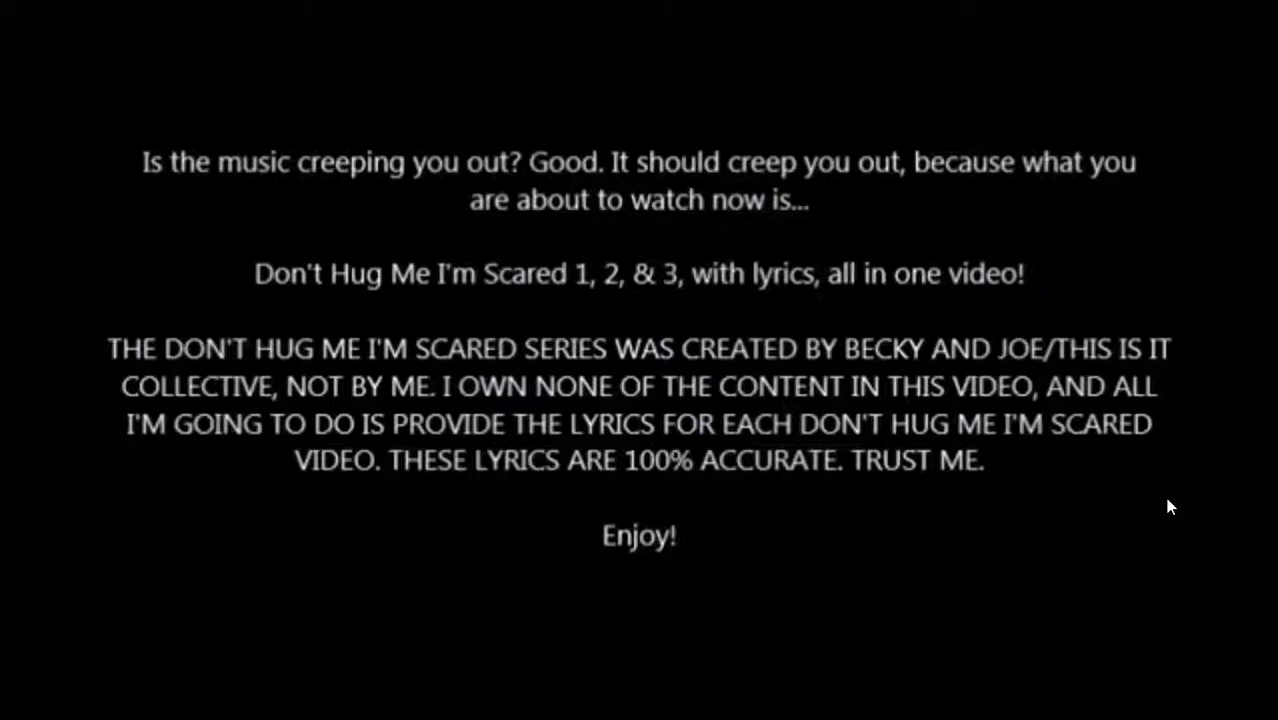 Is the music creeping you out? Good. It should creep you out, because what you
are about to watch now is...
Don't Hug Me I'm Scared 1, 2, & 3, with lyrics, all in one video!
THE DON'T HUG ME I'M SCARED SERIES WAS CREATED BY BECKY AND JOE/THIS IS IT
COLLECTIVE, NOT BY ME. I OWN NONE OF THE CONTENT IN THIS VIDEO, AND ALL
I'M GOING TO DO IS PROVIDE THE LYRICS FOR EACH DON'T HUG ME I'M SCARED
VIDEO. THESE LYRICS ARE 100% ACCURATE. TRUST ME.
Enjoy!